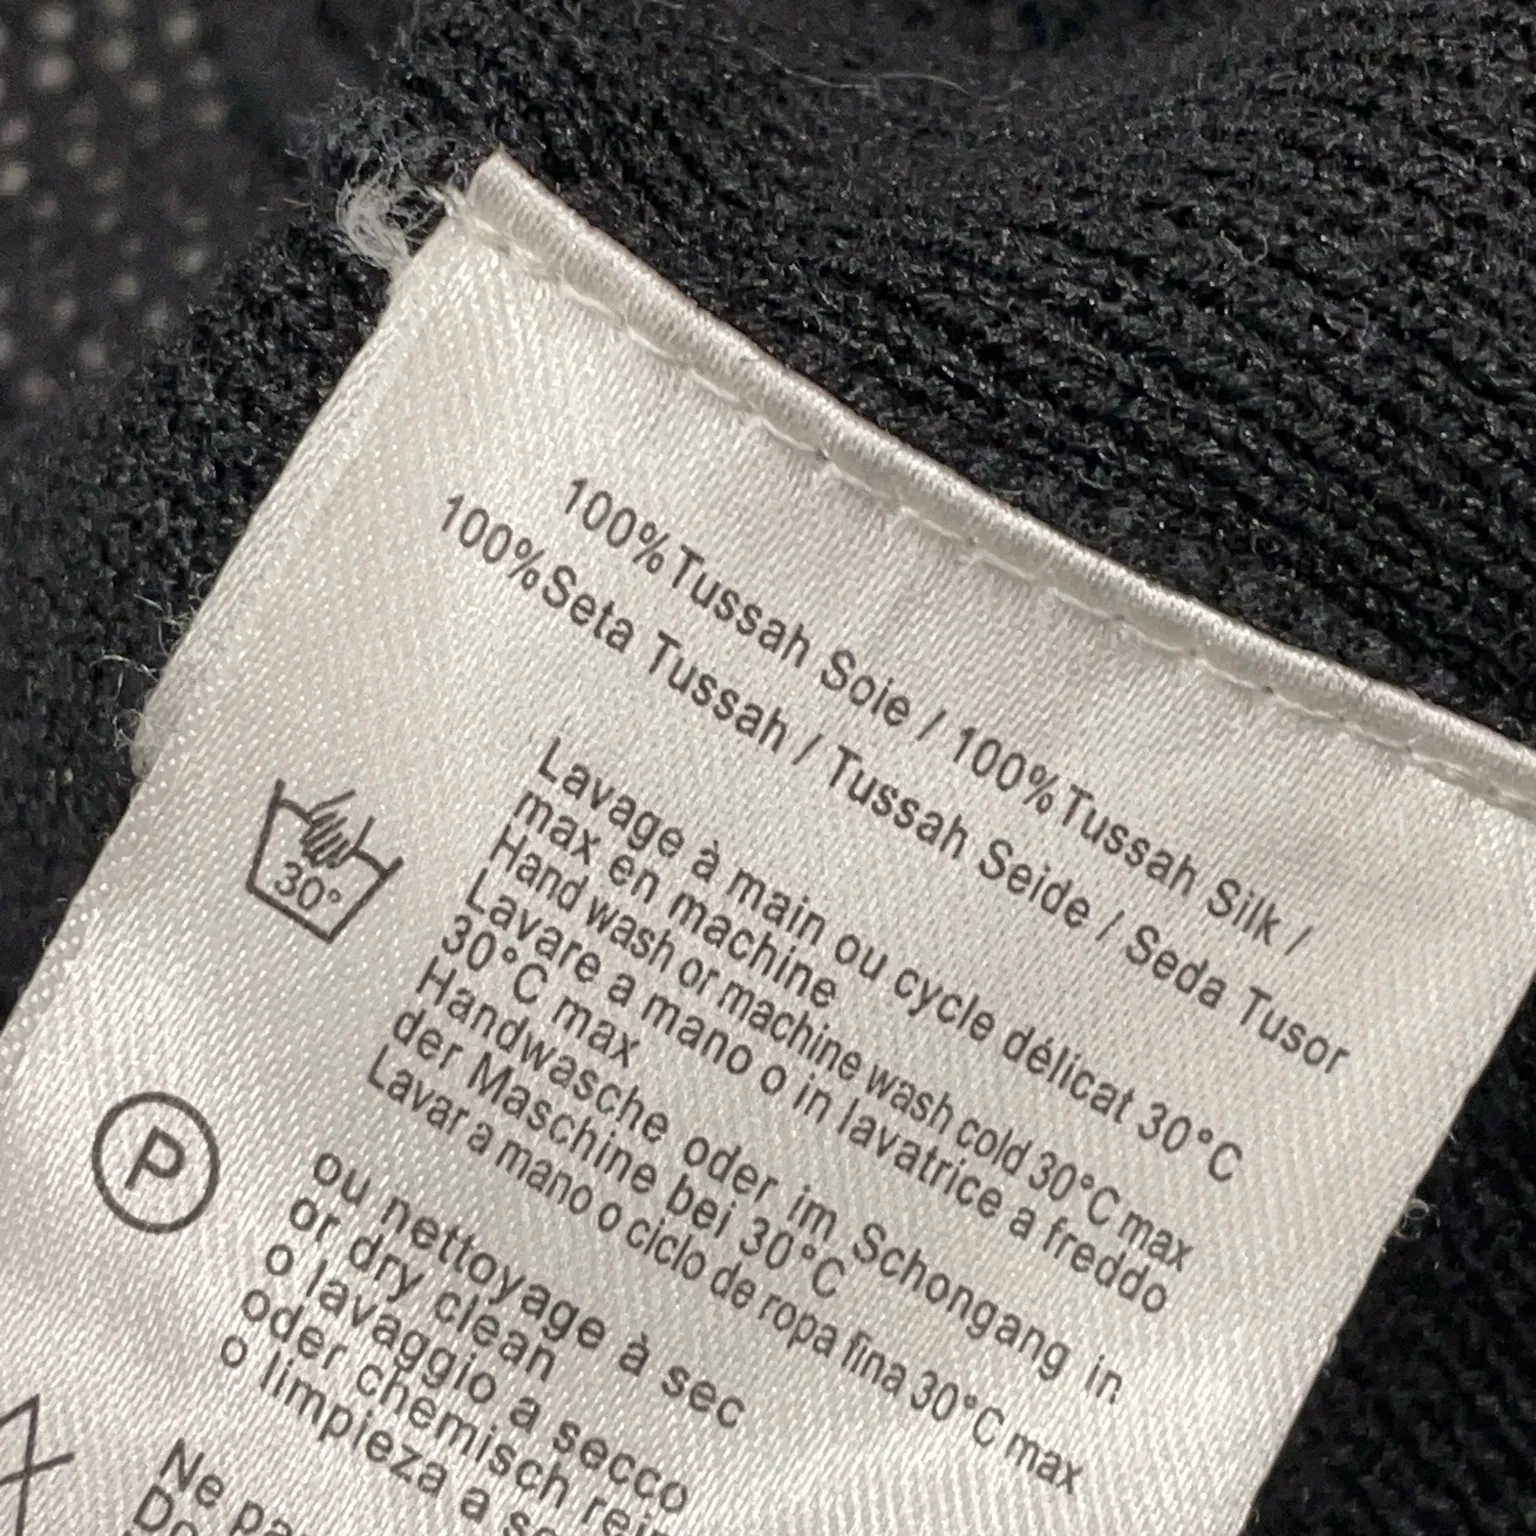 100%Tussah Soie / 100%Tussah Silk /
100%Seta Tussah / Tussah Seide / Seda Tusor
30°
Lavage à main ou cycle délicat 30°C
max en machine
Hand wash or machine wash cold 30°C max
Lavare a mano o in lavatrice a freddo
30°C max
Handwasche oder im Schongang in
der Maschine bei 30°C
Lavar a mano o ciclo de ropa fina 30°C max
P
ou nettoyage à sec
or dry clean
o lavaggio a secco
oder chemisch
o limpieza a
Ne